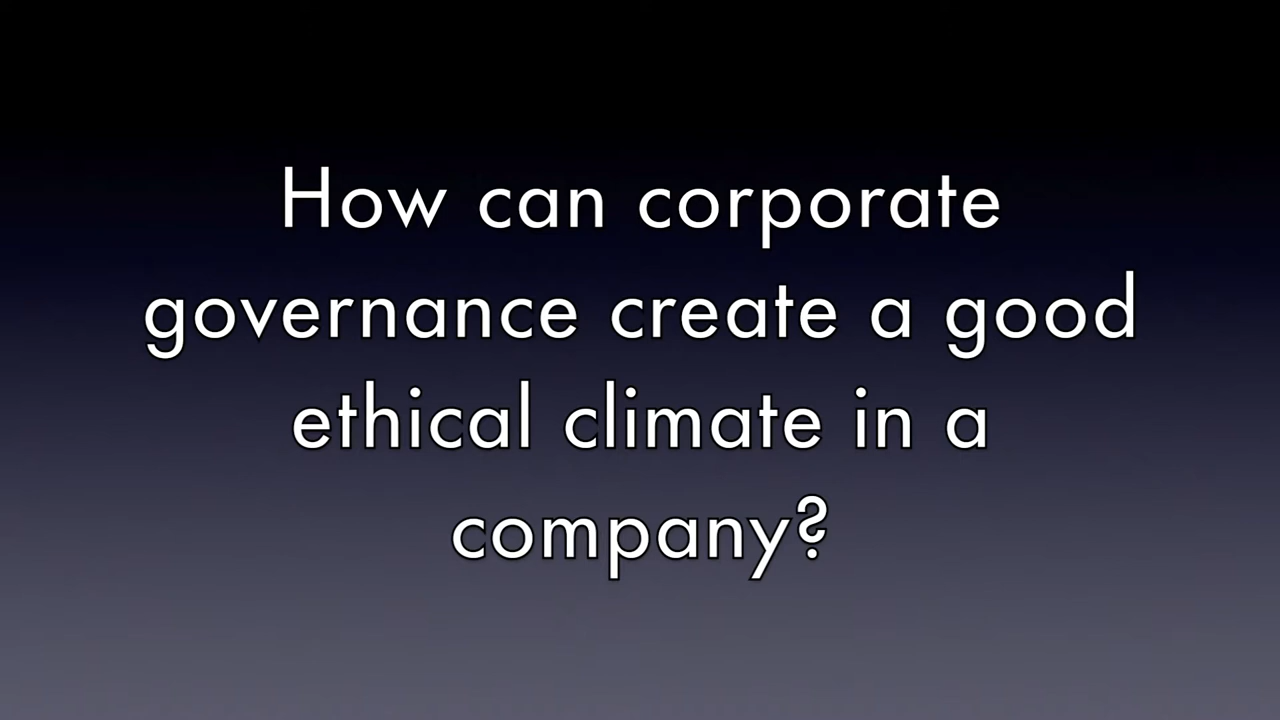 How can corporate
governance create a good
ethical climate in a
company?